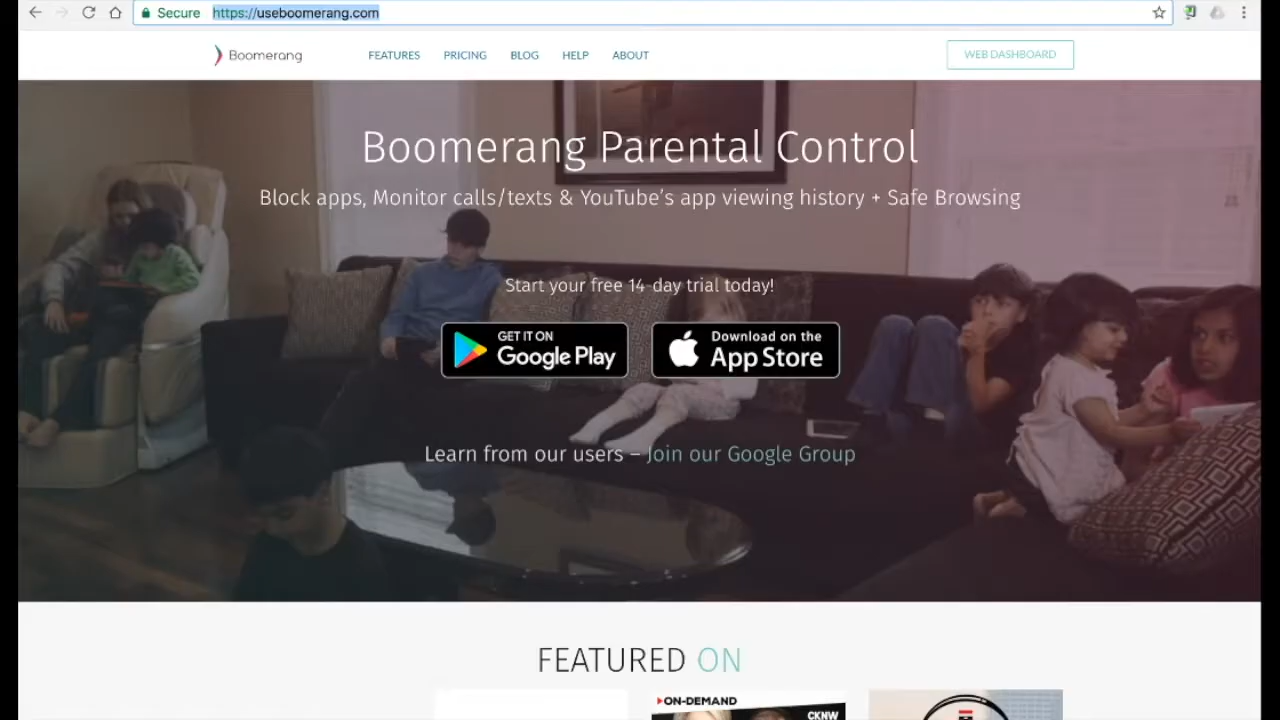 Secure https://useboomerang.com
Boomerang FEATURES PRICING BLOG HELP ABOUT WEB DASHBOARD
Boomerang Parental Control
Block apps, Monitor calls/texts & YouTube's app viewing history + Safe Browsing
Start your free 14-day trial today!
GET IT ON
Google Play
Download on the
App Store
Learn from our users – Join our Google Group
FEATURED ON
ON-DEMAND
CKNW